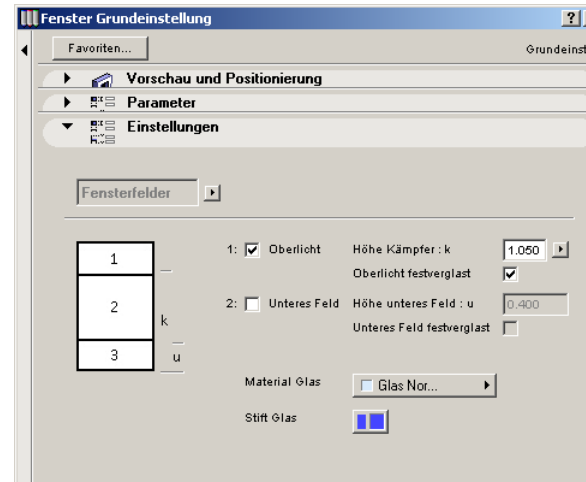 Fenster Grundeinstellung ?
Favoriten... Grundeinst
Vorschau und Positionierung
Parameter
Einstellungen
Fensterfelder
1 1: Oberlicht Höhe Kämpfer : k 1.050
Oberlicht festverglast
2 2: Unteres Feld Höhe unteres Feld : u 0.400
k Unteres Feld festverglast
3 u
Material Glas Glas Nor...
Stift Glas